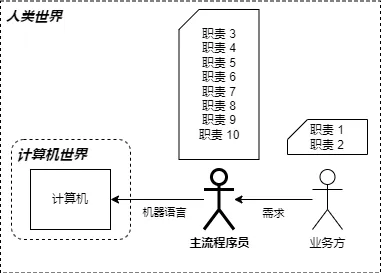 人类世界
职责 3
职责 4
职责 5
职责 6
职责 7
职责 8
职责 9
职责 10
职责 1
职责 2
计算机世界
计算机
机器语言
需求
主流程序员
业务方